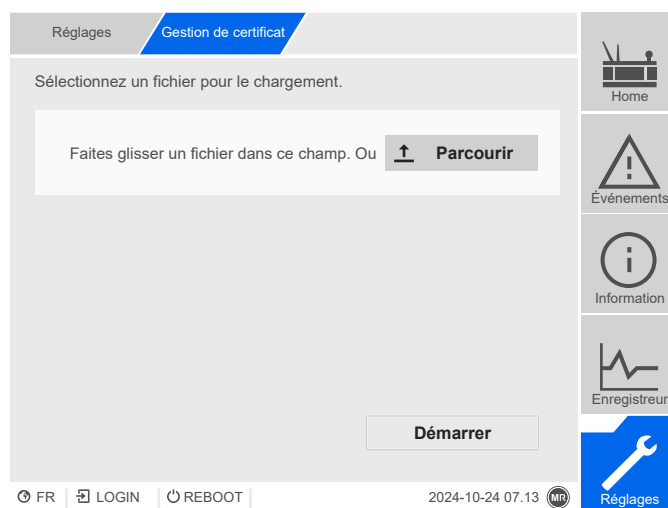 Réglages
Gestion de certificat
Sélectionnez un fichier pour le chargement.
Faites glisser un fichier dans ce champ. Ou
Parcourir
Démarrer
FR
LOGIN
REBOOT
2024-10-24 07.13
MR
Home
Événements
Information
Enregistreur
Réglages